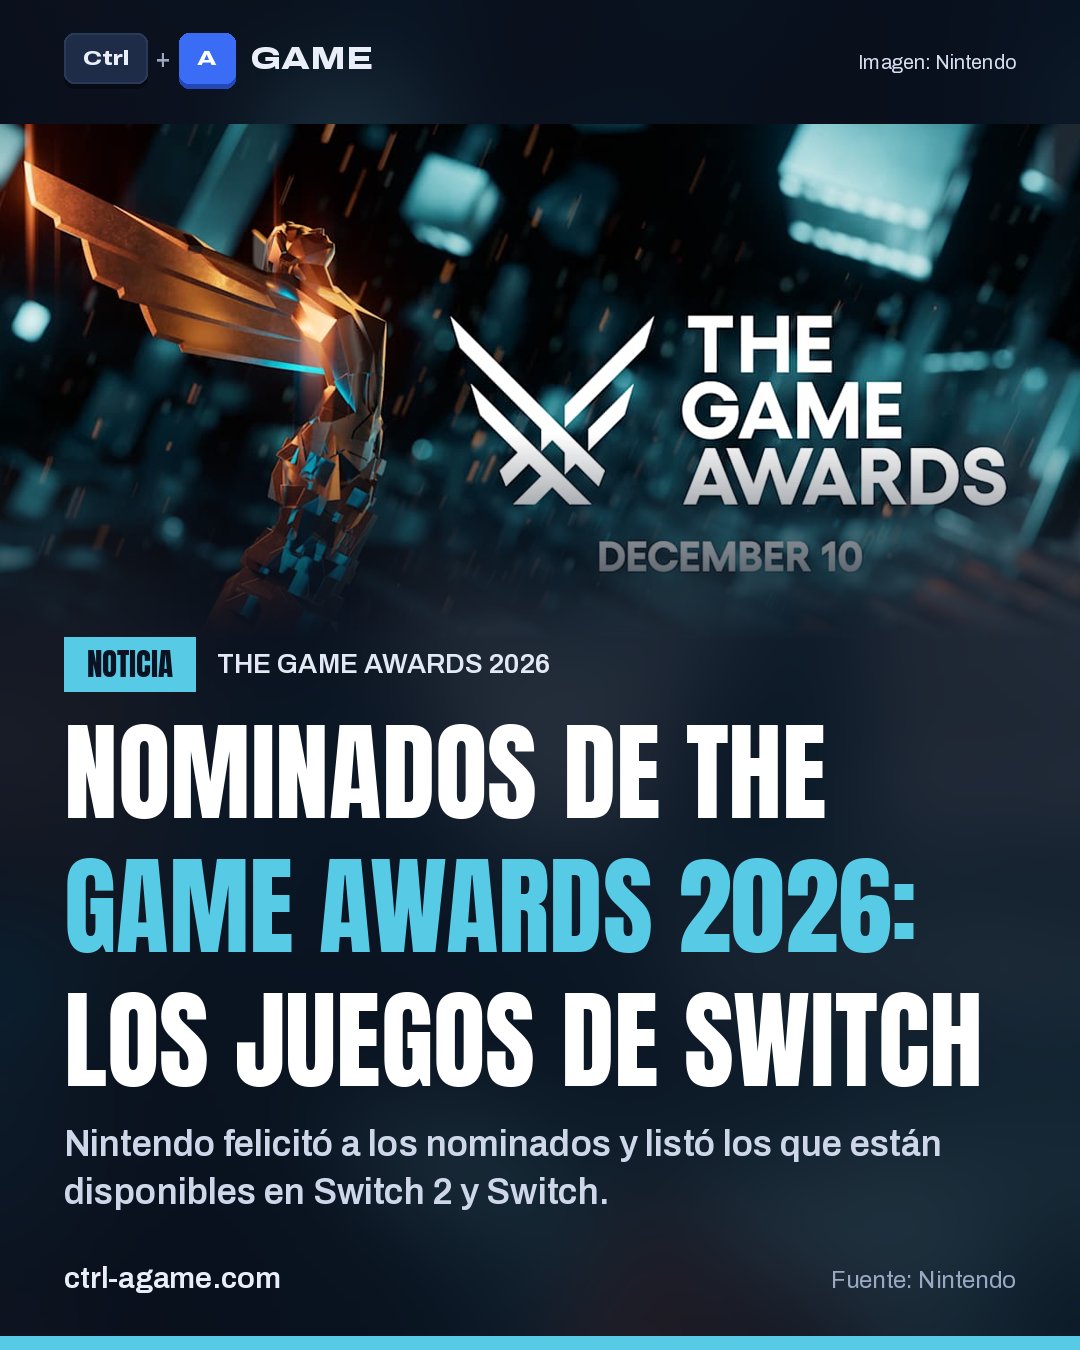 Ctrl + A GAME
Imagen: Nintendo
THE
GAME
AWARDS
DECEMBER 10
NOTICIA THE GAME AWARDS 2026
NOMINADOS DE THE
GAME AWARDS 2026:
LOS JUEGOS DE SWITCH
Nintendo felicitó a los nominados y listó los que están
disponibles en Switch 2 y Switch.
ctrl-agame.com
Fuente: Nintendo